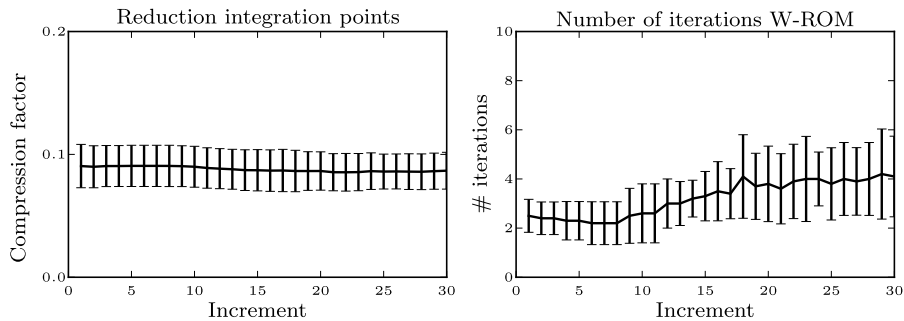 Reduction integration points
Compression factor
0.2
0.1
0.0
0 5 10 15 20 25 30
Increment
Number of iterations W-ROM
# iterations
10
8
6
4
2
0
0 5 10 15 20 25 30
Increment